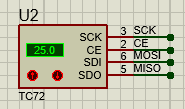 U2
SCK 3 SCK
25.0 CE 2 CE
SDI 6 MOSI
SDO 5 MISO
TC72